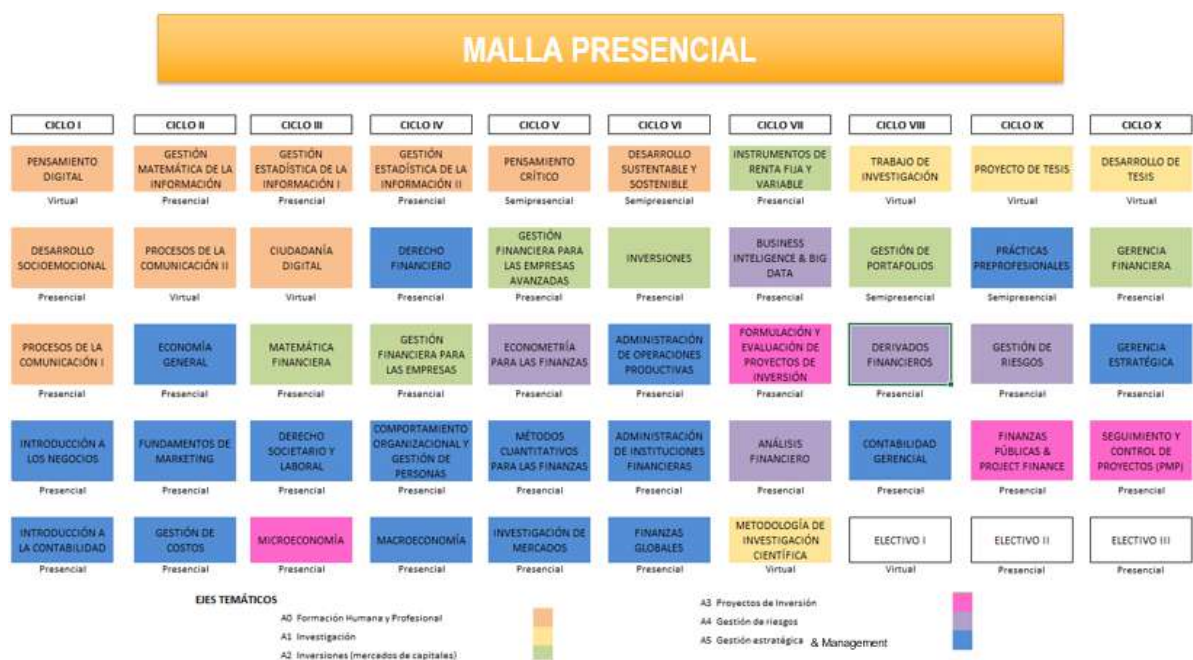 MALLA PRESENCIAL
CICLO I
CICLO II
CICLO III
CICLO IV
CICLO V
CICLO VI
CICLO VII
CICLO VIII
CICLO IX
CICLO X
PENSAMIENTO
DIGITAL
Virtual
GESTIÓN
MATEMÁTICA DE LA
INFORMACIÓN
Presencial
GESTIÓN
ESTADÍSTICA DE LA
INFORMACIÓN I
Presencial
GESTIÓN
ESTADÍSTICA DE LA
INFORMACIÓN II
Presencial
PENSAMIENTO
CRÍTICO
Semipresencial
DESARROLLO
SUSTENTABLE Y
SOSTENIBLE
Semipresencial
INSTRUMENTOS DE
RENTA FIJA Y
VARIABLE
Presencial
TRABAJO DE
INVESTIGACIÓN
Virtual
PROYECTO DE TESIS
Virtual
DESARROLLO DE
TESIS
Virtual
DESARROLLO
SOCIOEMOCIONAL
Presencial
PROCESOS DE LA
COMUNICACIÓN II
Virtual
CIUDADANÍA
DIGITAL
Virtual
DERECHO
FINANCIERO
Presencial
GESTIÓN
FINANCIERA PARA
LAS EMPRESAS
AVANZADAS
Presencial
INVERSIONES
Presencial
BUSINESS
INTELIGENCE & BIG
DATA
Presencial
GESTIÓN DE
PORTAFOLIOS
Semipresencial
PRÁCTICAS
PREPROFESIONALES
Semipresencial
GERENCIA
FINANCIERA
Presencial
PROCESOS DE LA
COMUNICACIÓN I
Presencial
ECONOMÍA
GENERAL
Presencial
MATEMÁTICA
FINANCIERA
Presencial
GESTIÓN
FINANCIERA PARA
LAS EMPRESAS
Presencial
ECONOMETRÍA
PARA LAS FINANZAS
Presencial
ADMINISTRACIÓN
DE OPERACIONES
PRODUCTIVAS
Presencial
FORMULACIÓN Y
EVALUACIÓN DE
PROYECTOS DE
INVERSIÓN
Presencial
DERIVADOS
FINANCIEROS
Presencial
GESTIÓN DE
RIESGOS
Presencial
GERENCIA
ESTRATÉGICA
Presencial
INTRODUCCIÓN A
LOS NEGOCIOS
Presencial
FUNDAMENTOS DE
MARKETING
Presencial
DERECHO
SOCIETARIO Y
LABORAL
Presencial
COMPORTAMIENTO
ORGANIZACIONAL Y
GESTIÓN DE
PERSONAS
Presencial
MÉTODOS
CUANTITATIVOS
PARA LAS FINANZAS
Presencial
ADMINISTRACIÓN
DE INSTITUCIONES
FINANCIERAS
Presencial
ANÁLISIS
FINANCIERO
Presencial
CONTABILIDAD
GERENCIAL
Presencial
FINANZAS
PÚBLICAS &
PROJECT FINANCE
Presencial
SEGUIMIENTO Y
CONTROL DE
PROYECTOS (PMP)
Presencial
INTRODUCCIÓN A
LA CONTABILIDAD
Presencial
GESTIÓN DE
COSTOS
Presencial
MICROECONOMÍA
Presencial
MACROECONOMÍA
Presencial
INVESTIGACIÓN DE
MERCADOS
Presencial
FINANZAS
GLOBALES
Presencial
METODOLOGÍA DE
INVESTIGACIÓN
CIENTÍFICA
Virtual
ELECTIVO I
Virtual
ELECTIVO II
Presencial
ELECTIVO III
Presencial
EJES TEMÁTICOS
A0 Formación Humana y Profesional
A1 Investigación
A2 Inversiones (mercados de capitales)
A3 Proyectos de Inversión
A4 Gestión de riesgos
A5 Gestión estratégica & Management